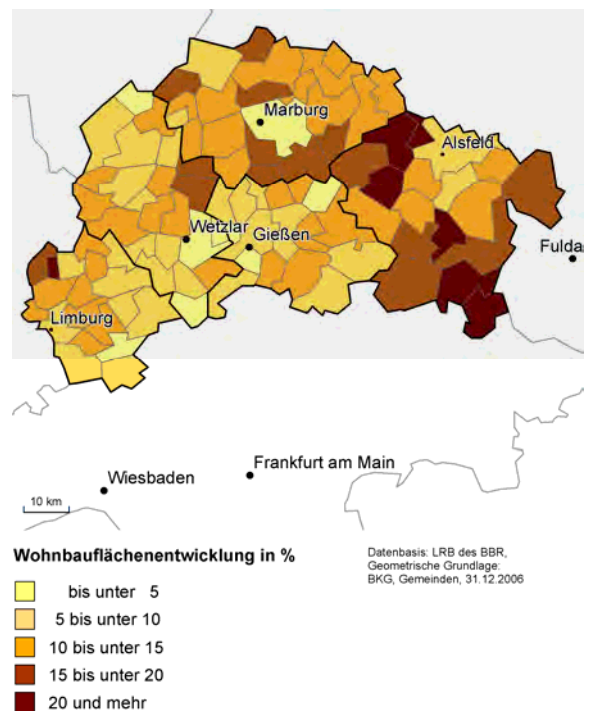 Marburg
Alsfeld
Wetzlar
Gießen
Fulda
Limburg
Frankfurt am Main
Wiesbaden
10 km
Wohnbauflächenentwicklung in %
bis unter 5
5 bis unter 10
10 bis unter 15
15 bis unter 20
20 und mehr
Datenbasis: LRB des BBR,
Geometrische Grundlage:
BKG, Gemeinden, 31.12.2006